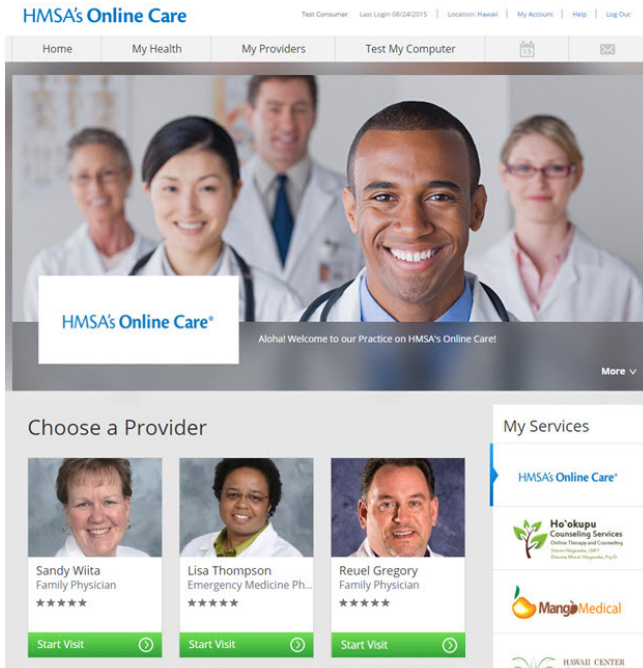 HMSA's Online Care
Test Consumer Last Login 08/24/2015 Location: Hawaii My Account Help Log Out
Home My Health My Providers Test My Computer 15
HMSA's Online Care®
Aloha! Welcome to our Practice on HMSA's Online Care!
More
Choose a Provider
My Services
Sandy Wiita
Family Physician
Start Visit
Lisa Thompson
Emergency Medicine Ph...
Start Visit
Reuel Gregory
Family Physician
Start Visit
HMSA's Online Care®
Ho'okupu
Counseling Services
Online Therapy and Counseling
MangoMedical
HAWAII CENTER